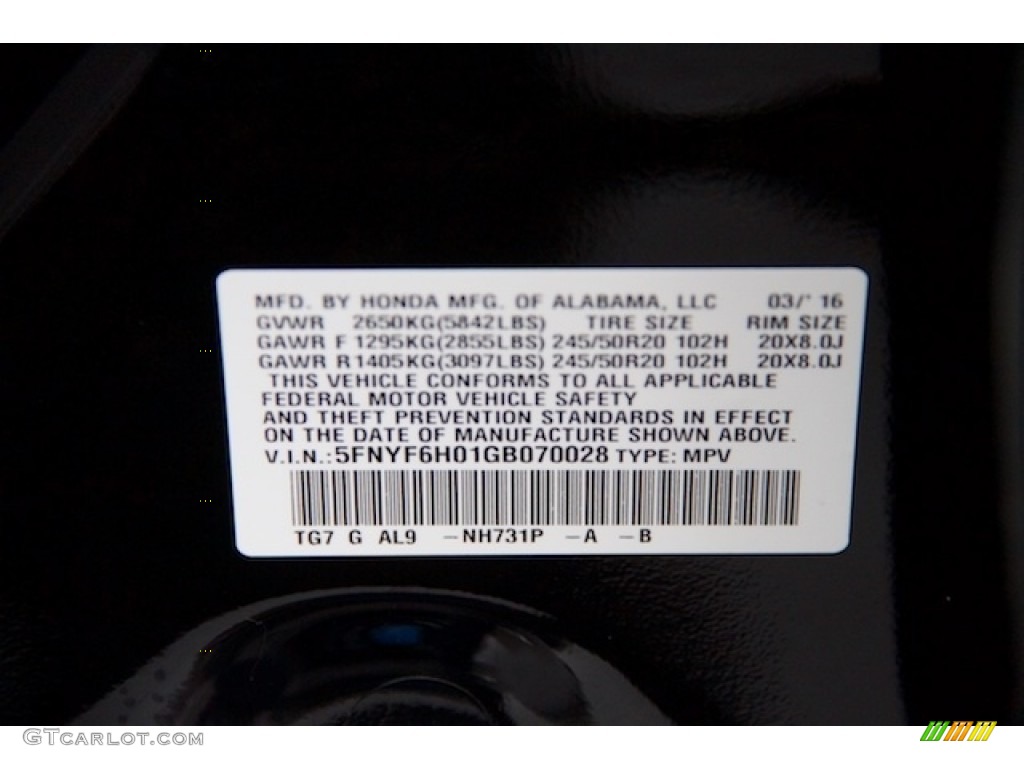 MFD. BY HONDA MFG. OF ALABAMA, LLC 03/'16
GVWR 2650KG(5842LBS) TIRE SIZE RIM SIZE
GAWR F 1295KG(2855LBS) 245/50R20 102H 20X8.0J
GAWR R 1405KG(3097LBS) 245/50R20 102H 20X8.0J
THIS VEHICLE CONFORMS TO ALL APPLICABLE
FEDERAL MOTOR VEHICLE SAFETY
AND THEFT PREVENTION STANDARDS IN EFFECT
ON THE DATE OF MANUFACTURE SHOWN ABOVE.
V.I.N.: 5FNYF6H01GB070028 TYPE: MPV
TG7 G AL9 -NH731P -A -B
GTCARLOT.COM